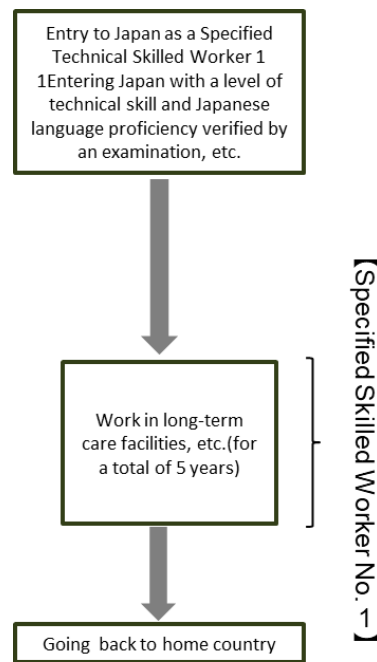 Entry to Japan as a Specified
Technical Skilled Worker 1
1Entering Japan with a level of
technical skill and Japanese
language proficiency verified by
an examination, etc.
Work in long-term
care facilities, etc.(for
a total of 5 years)
【Specified Skilled Worker No. 1】
Going back to home country